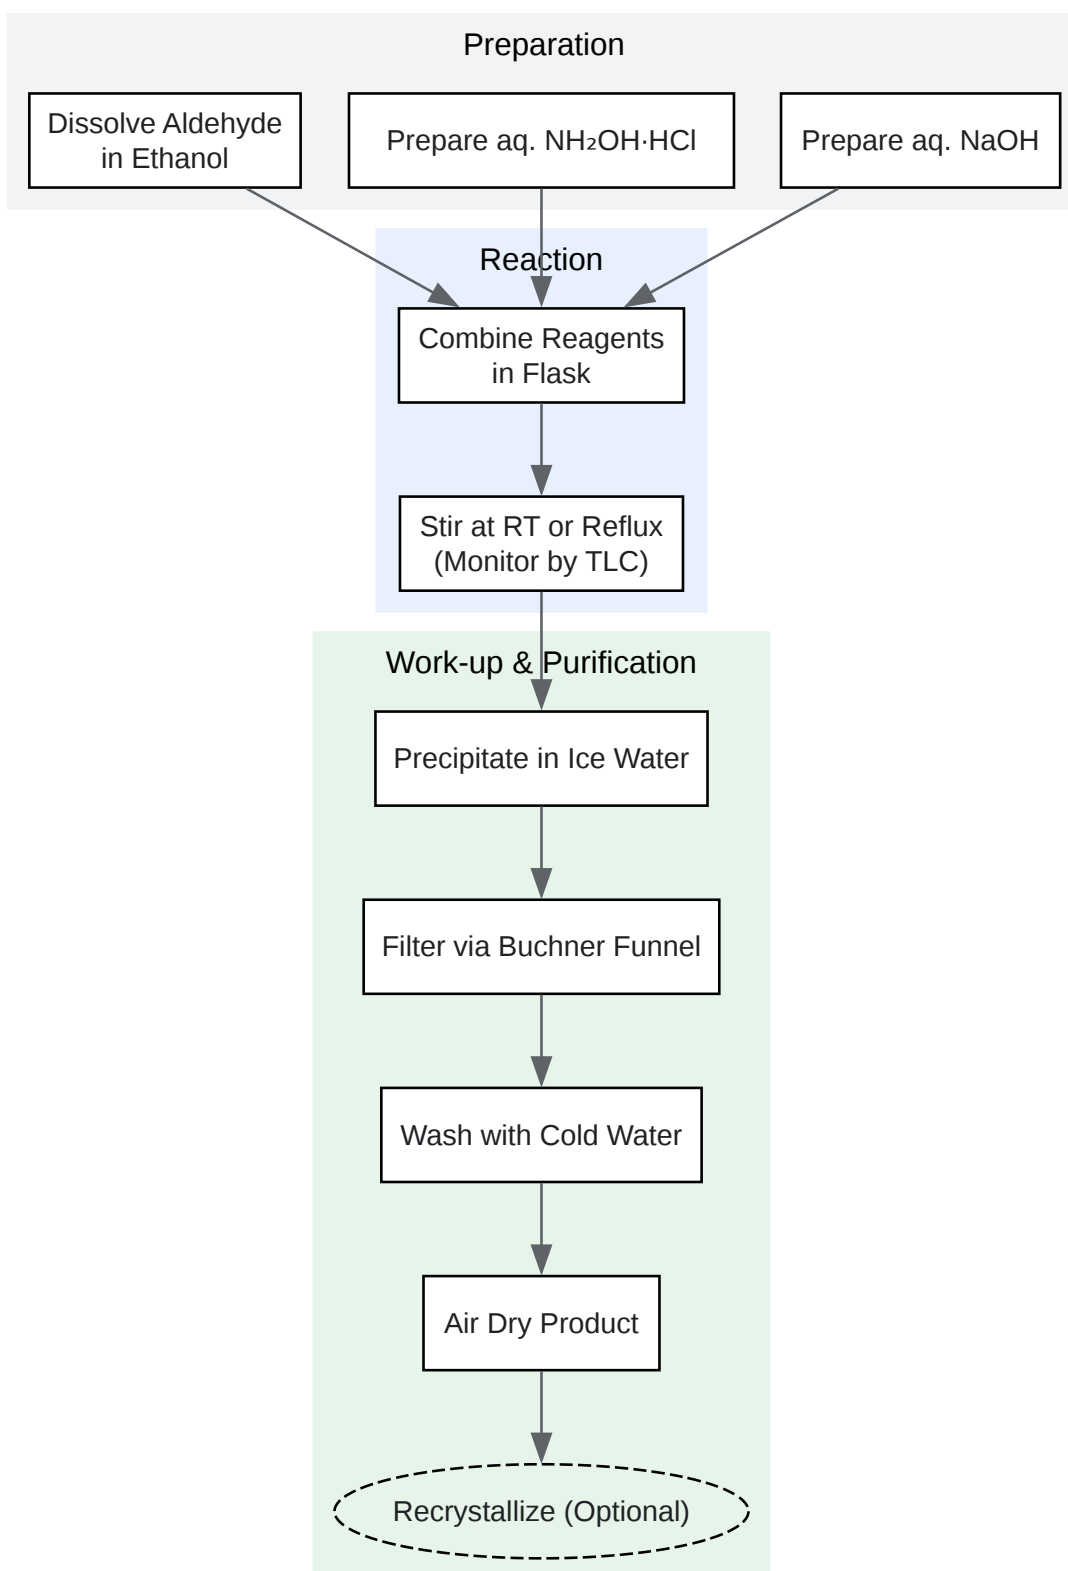 Preparation
Dissolve Aldehyde
in Ethanol
Prepare aq. NH₂OH·HCl
Prepare aq. NaOH
Reaction
Combine Reagents
in Flask
Stir at RT or Reflux
(Monitor by TLC)
Work-up & Purification
Precipitate in Ice Water
Filter via Buchner Funnel
Wash with Cold Water
Air Dry Product
Recrystallize (Optional)